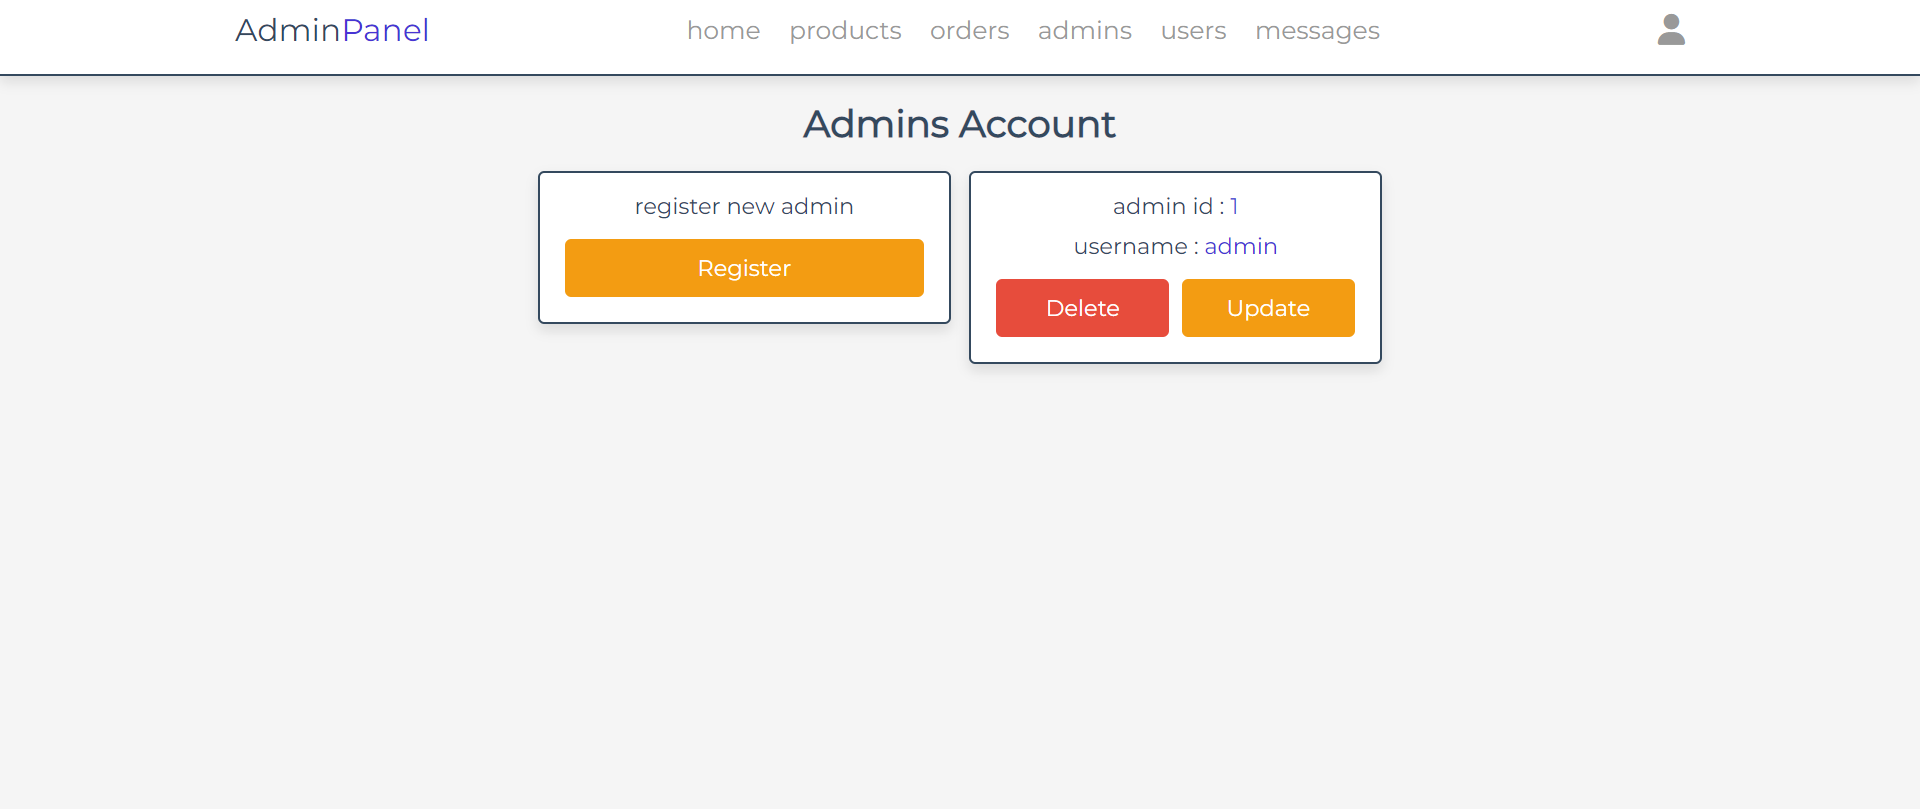 AdminPanel
home products orders admins users messages
Admins Account
register new admin
Register
admin id : 1
username : admin
Delete Update